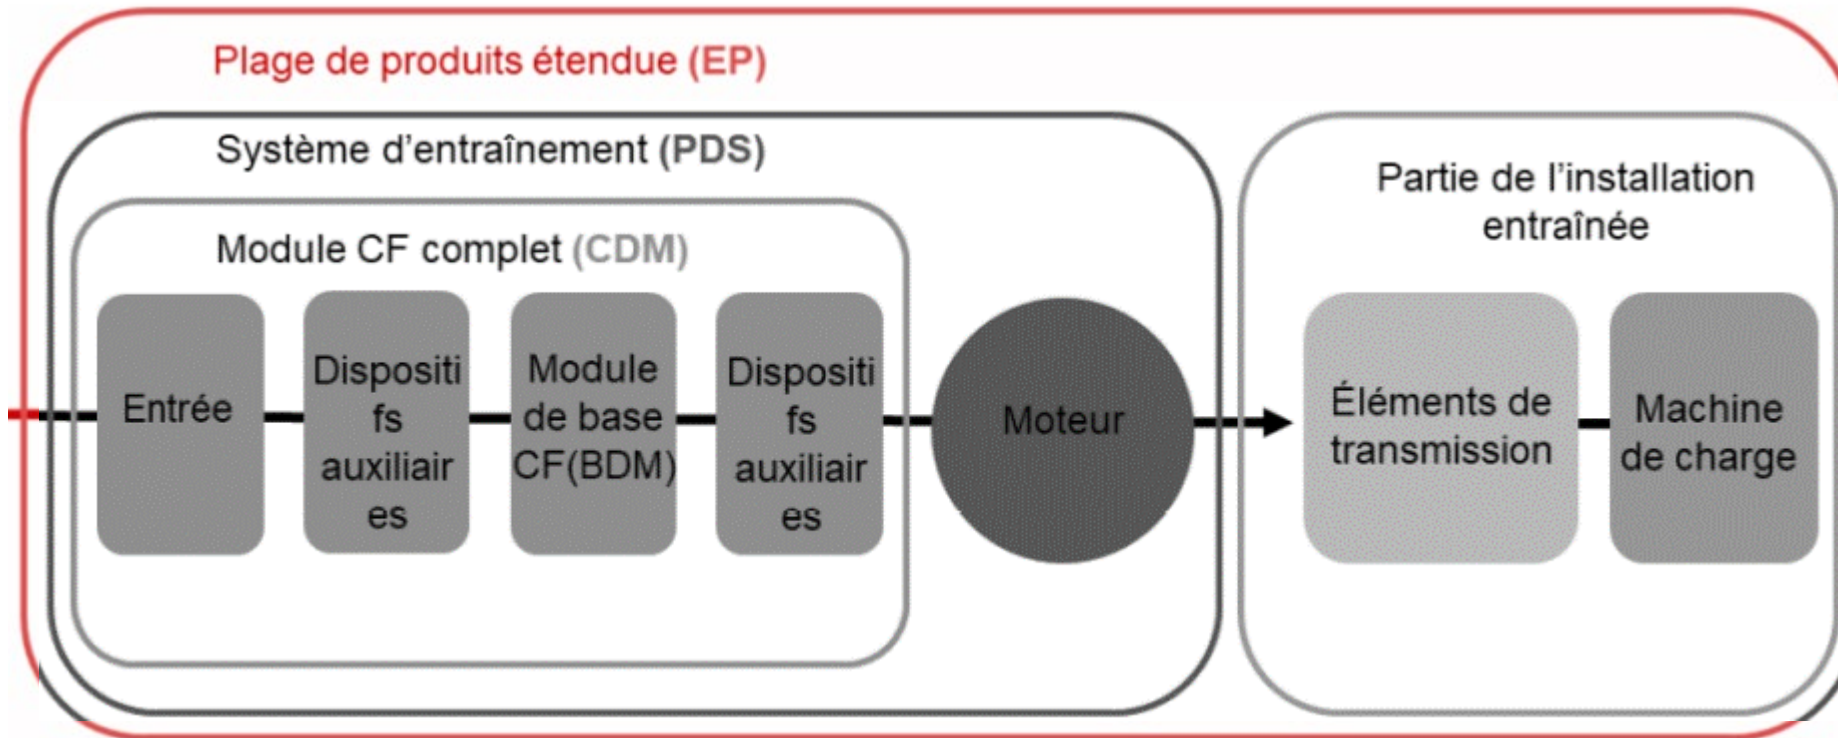 Plage de produits étendue (EP)
Système d'entraînement (PDS)
Module CF complet (CDM)
Entrée
Dispositi
fs
auxiliair
es
Module
de base
CF(BDM)
Dispositi
fs
auxiliair
es
Moteur
Partie de l'installation
entraînée
Éléments de
transmission
Machine
de charge